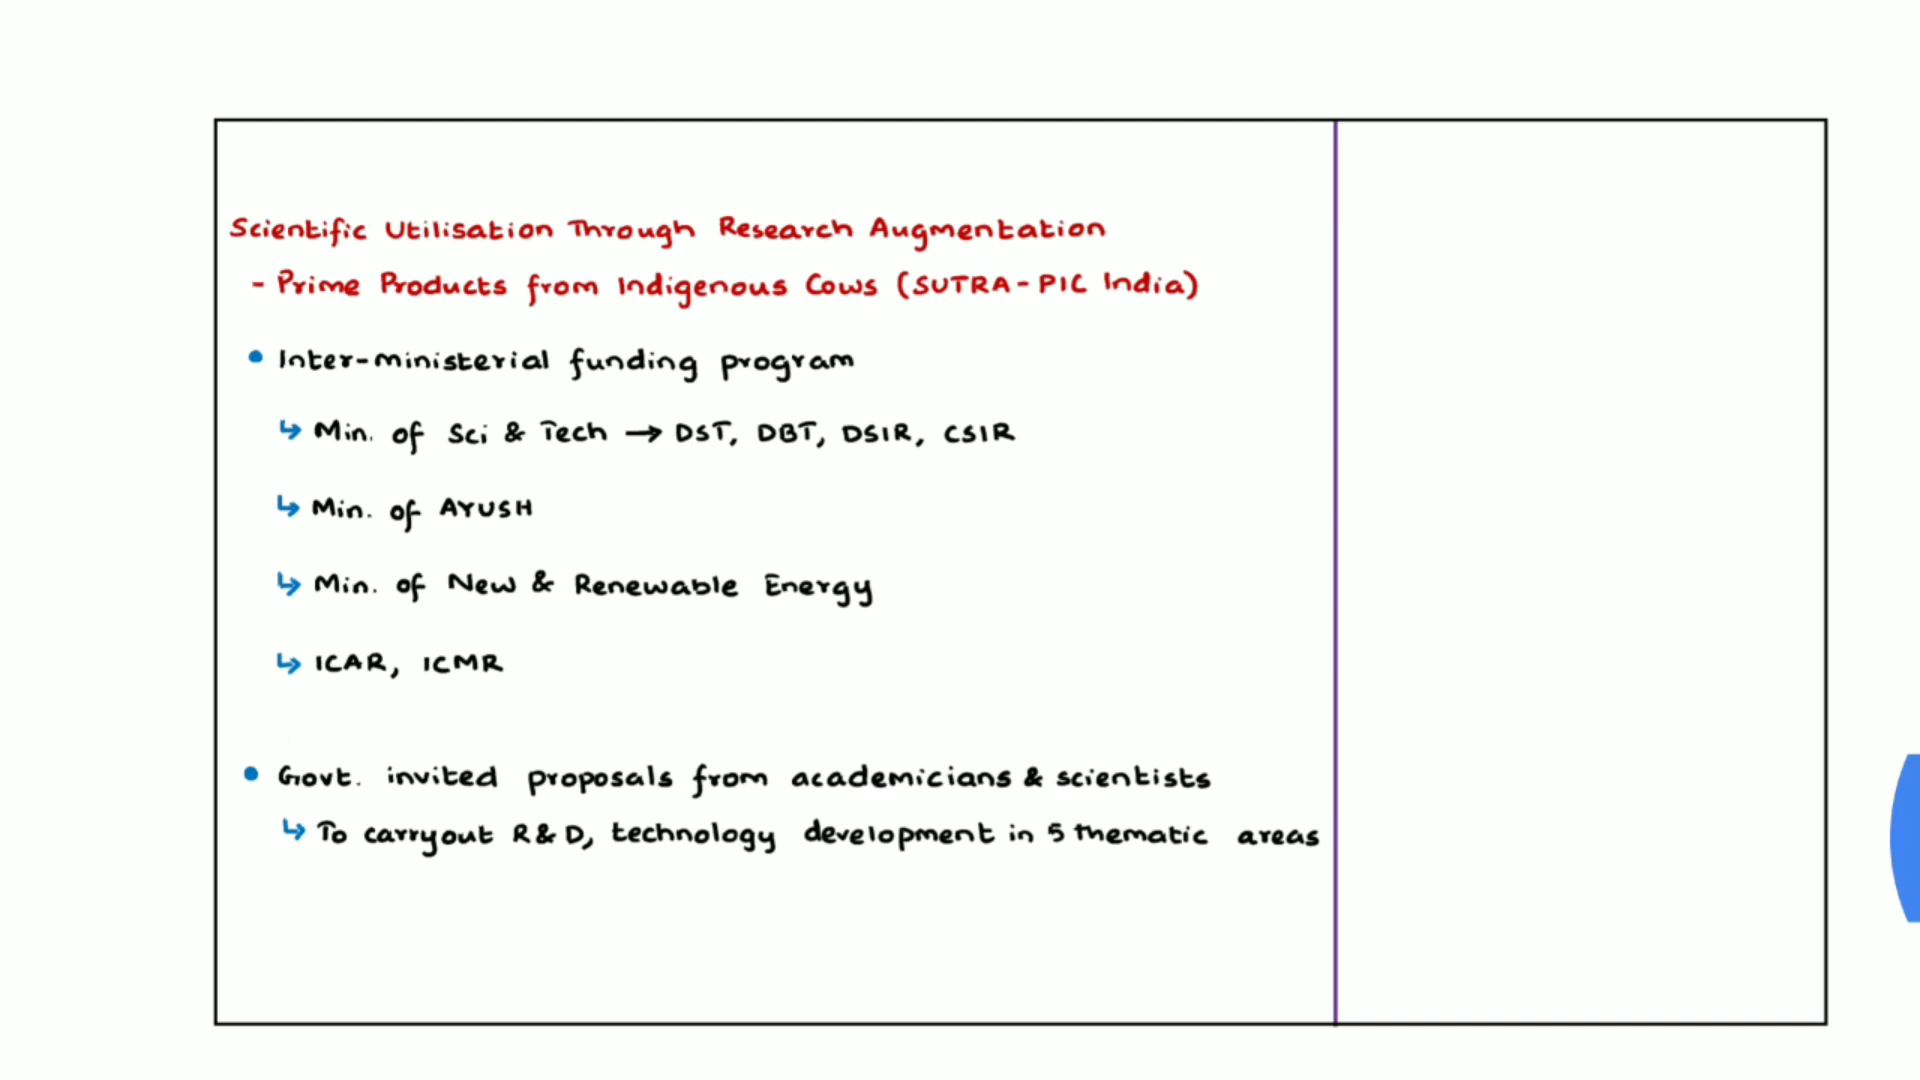 Scientific Utilisation Through Research Augmentation
- Prime Products from Indigenous Cows (SUTRA-PIC India)
• Inter-ministerial funding program
↳ Min. of Sci & Tech → DST, DBT, DSIR, CSIR
↳ Min. of AYUSH
↳ Min. of New & Renewable Energy
↳ ICAR, ICMR
• Govt. invited proposals from academicians & scientists
↳ To carryout R & D, technology development in 5 thematic areas